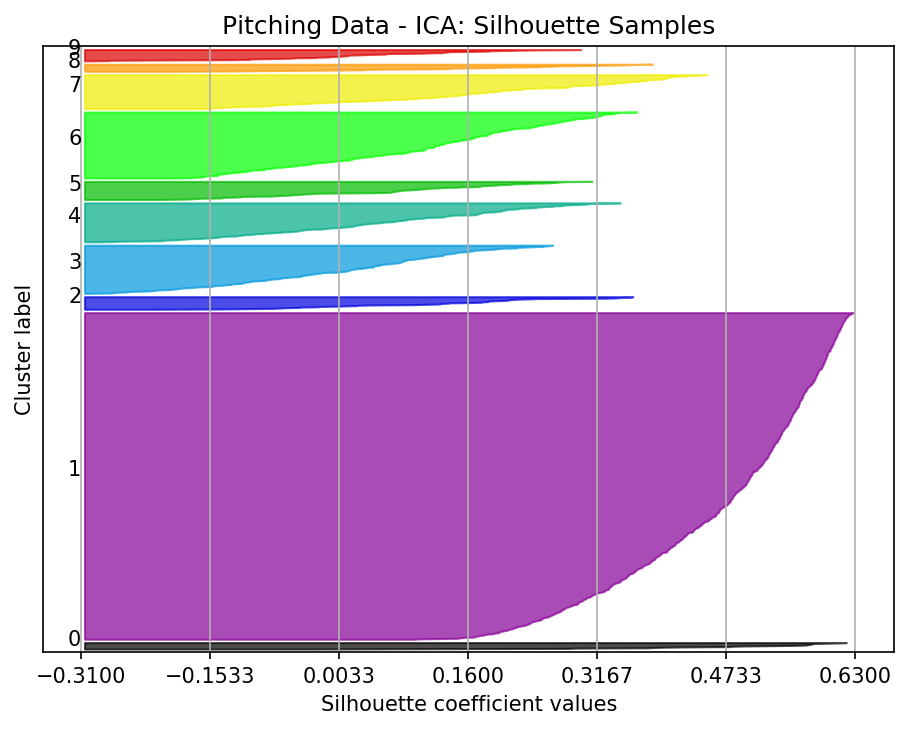 Pitching Data - ICA: Silhouette Samples
Cluster label
9
8
7
6
5
4
3
2
1
0
−0.3100 −0.1533 0.0033 0.1600 0.3167 0.4733 0.6300
Silhouette coefficient values